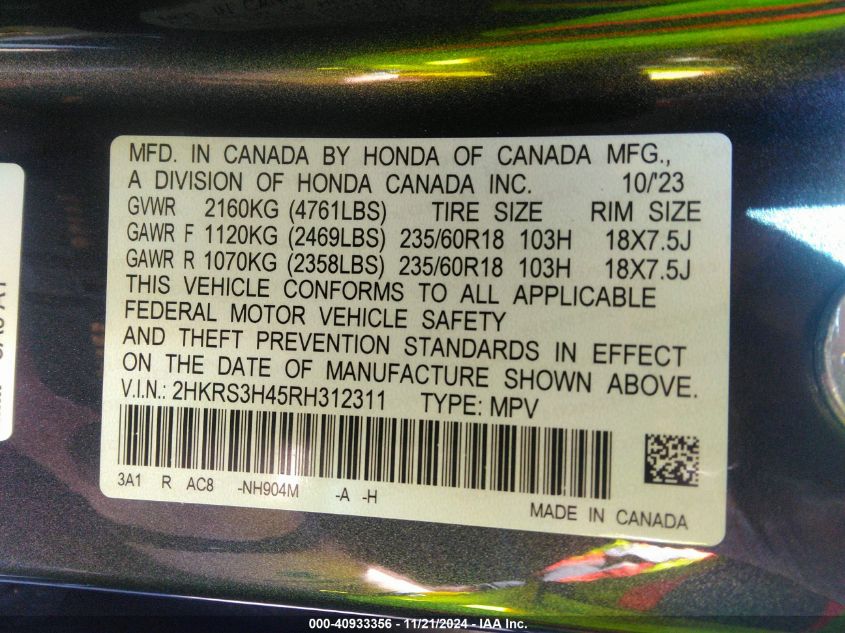 MFD. IN CANADA BY HONDA OF CANADA MFG.,
A DIVISION OF HONDA CANADA INC. 10/'23
GVWR 2160KG (4761LBS) TIRE SIZE RIM SIZE
GAWR F 1120KG (2469LBS) 235/60R18 103H 18X7.5J
GAWR R 1070KG (2358LBS) 235/60R18 103H 18X7.5J
THIS VEHICLE CONFORMS TO ALL APPLICABLE
FEDERAL MOTOR VEHICLE SAFETY
AND THEFT PREVENTION STANDARDS IN EFFECT
ON THE DATE OF MANUFACTURE SHOWN ABOVE.
V.I.N.: 2HKRS3H45RH312311 TYPE: MPV
3A1 R AC8 -NH904M -A -H
MADE IN CANADA
000-40933356 - 11/21/2024 - IAA Inc.